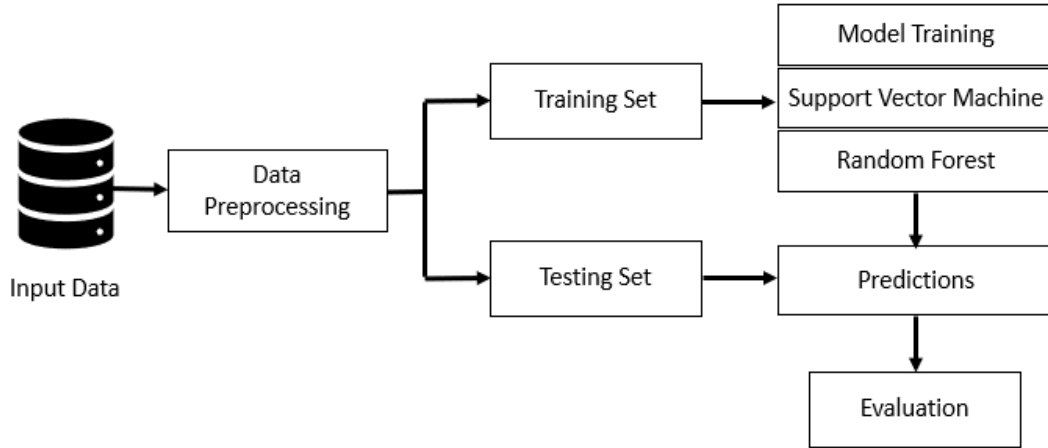 Input Data
Data
Preprocessing
Training Set
Testing Set
Model Training
Support Vector Machine
Random Forest
Predictions
Evaluation